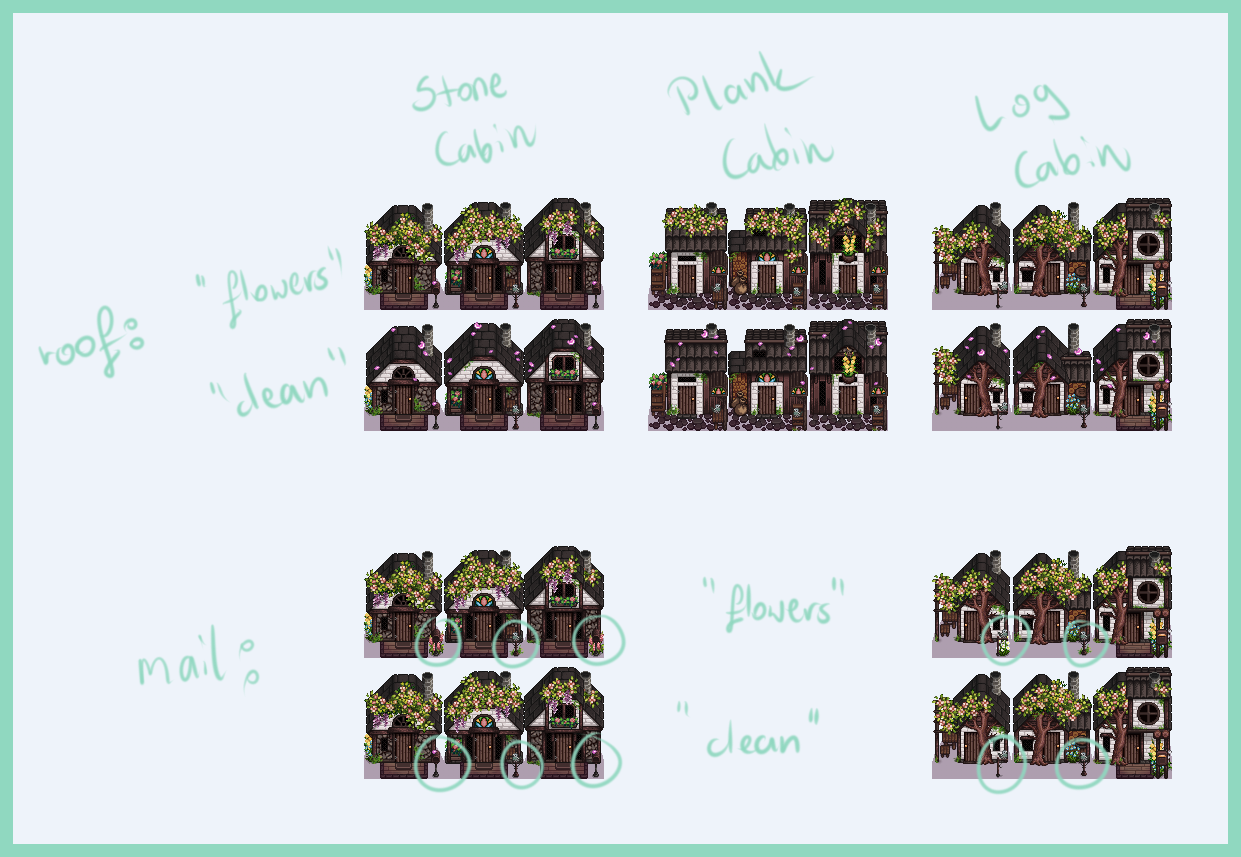 Stone
Cabin
Plank
Cabin
Log
Cabin
roof:
"flowers"
"clean"
mail:
"flowers"
"clean"